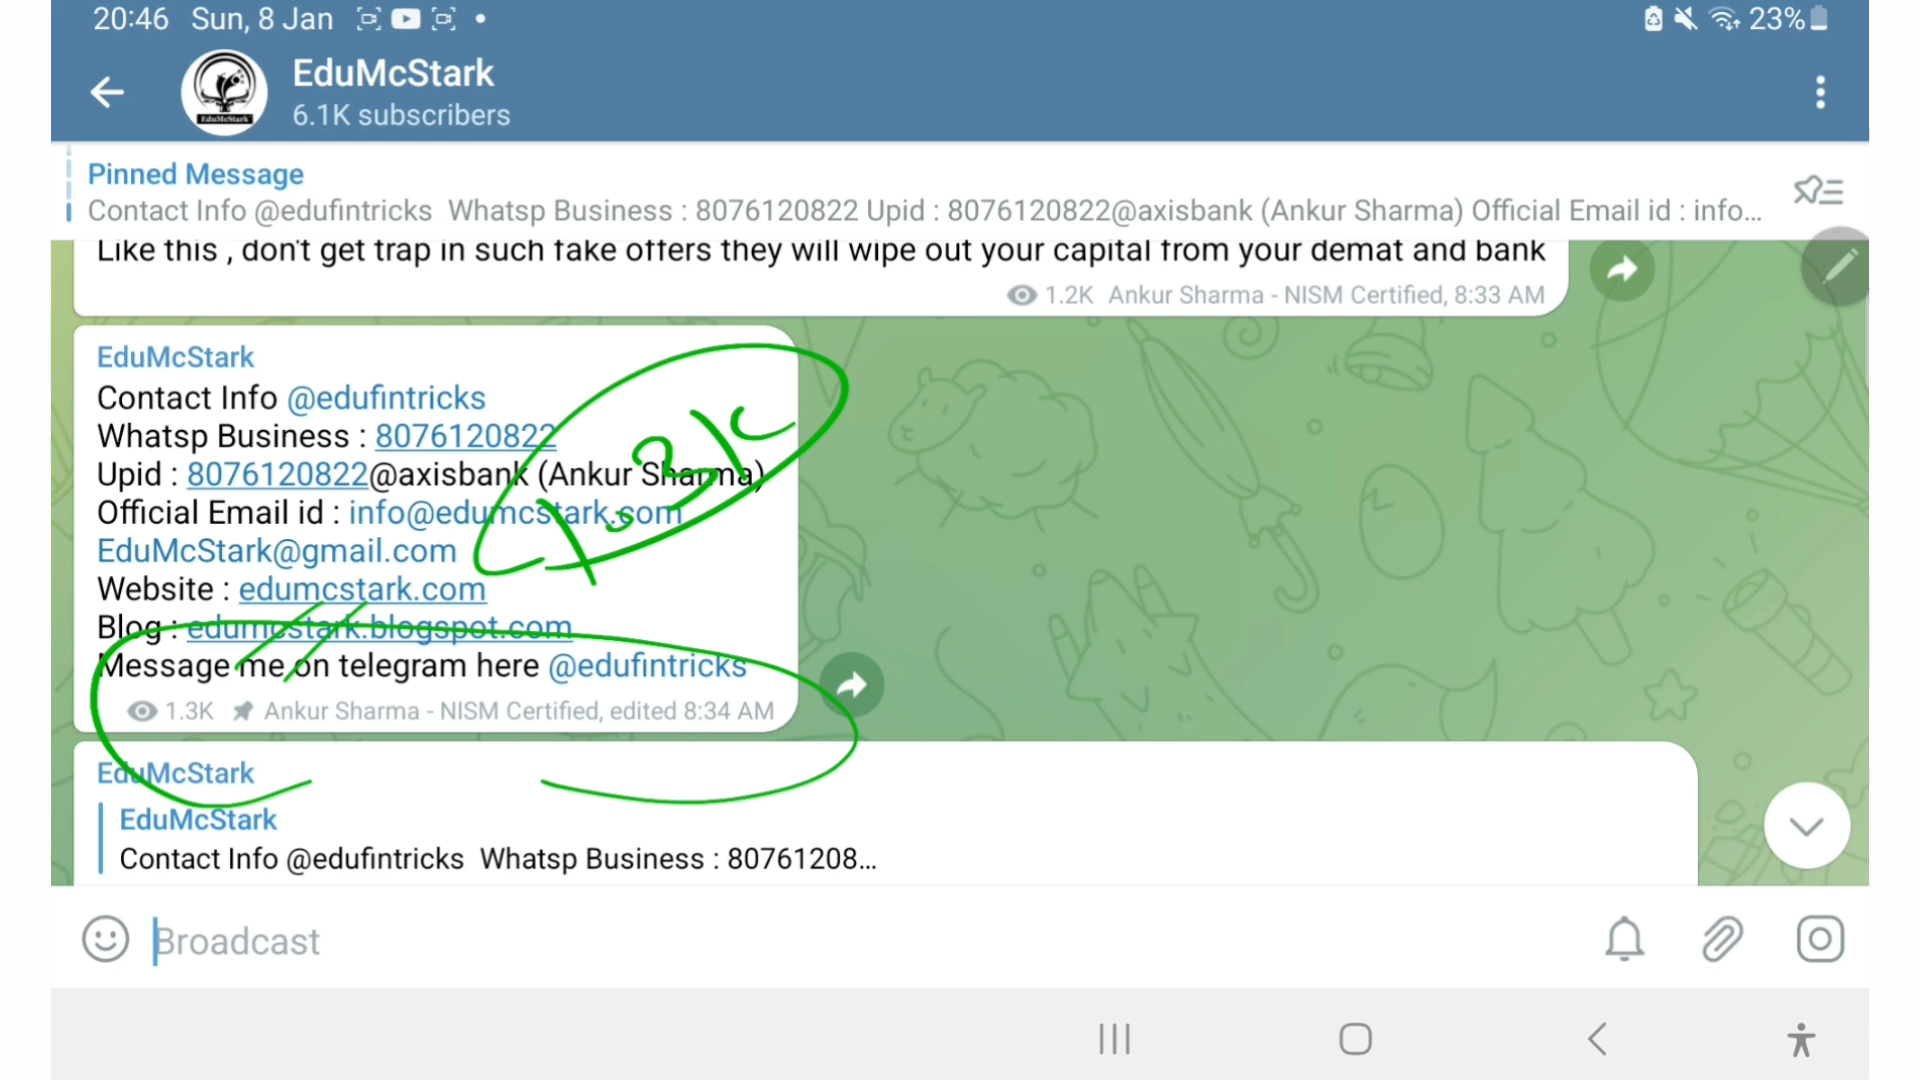 20:46 Sun, 8 Jan 23%
EduMcStark
EduMcStark
6.1K subscribers
Pinned Message
Contact Info @edufintricks Whatsp Business : 8076120822 Upid : 8076120822@axisbank (Ankur Sharma) Official Email id : info...
Like this , don't get trap in such fake offers they will wipe out your capital from your demat and bank
1.2K Ankur Sharma - NISM Certified, 8:33 AM
EduMcStark
Contact Info @edufintricks
Whatsp Business : 8076120822
Upid : 8076120822@axisbank (Ankur Sharma)
Official Email id : info@edumcstark.com
EduMcStark@gmail.com
Website : edumcstark.com
Blog : edumcstark.blogspot.com
Message me on telegram here @edufintricks
1.3K Ankur Sharma - NISM Certified, edited 8:34 AM
1.3K
EduMcStark
EduMcStark
Contact Info @edufintricks Whatsp Business : 80761208...
Broadcast